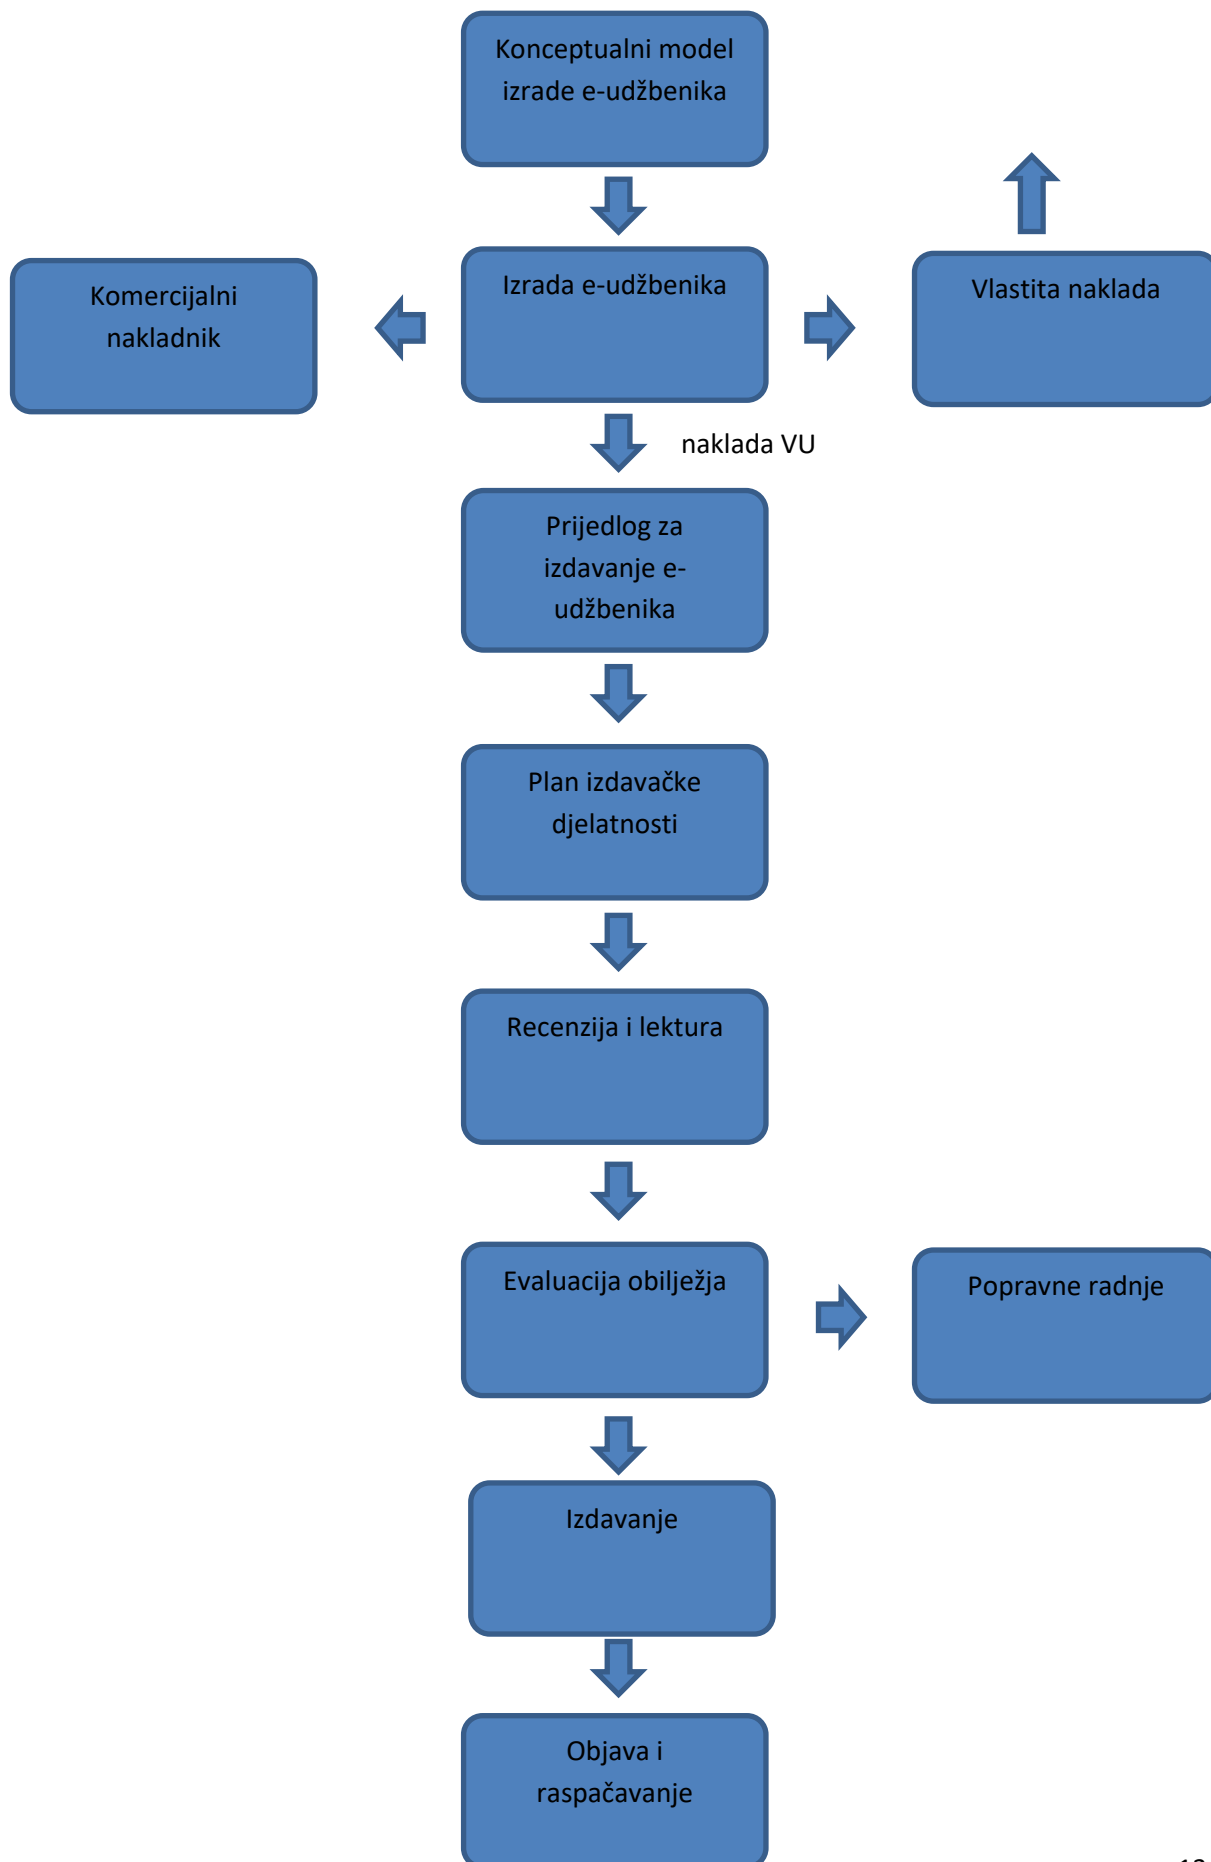 Konceptualni model
izrade e-udžbenika
Komercijalni
nakladnik
Izrada e-udžbenika
Vlastita naklada
naklada VU
Prijedlog za
izdavanje e-
udžbenika
Plan izdavačke
djelatnosti
Recenzija i lektura
Evaluacija obilježja
Popravne radnje
Izdavanje
Objava i
raspačavanje